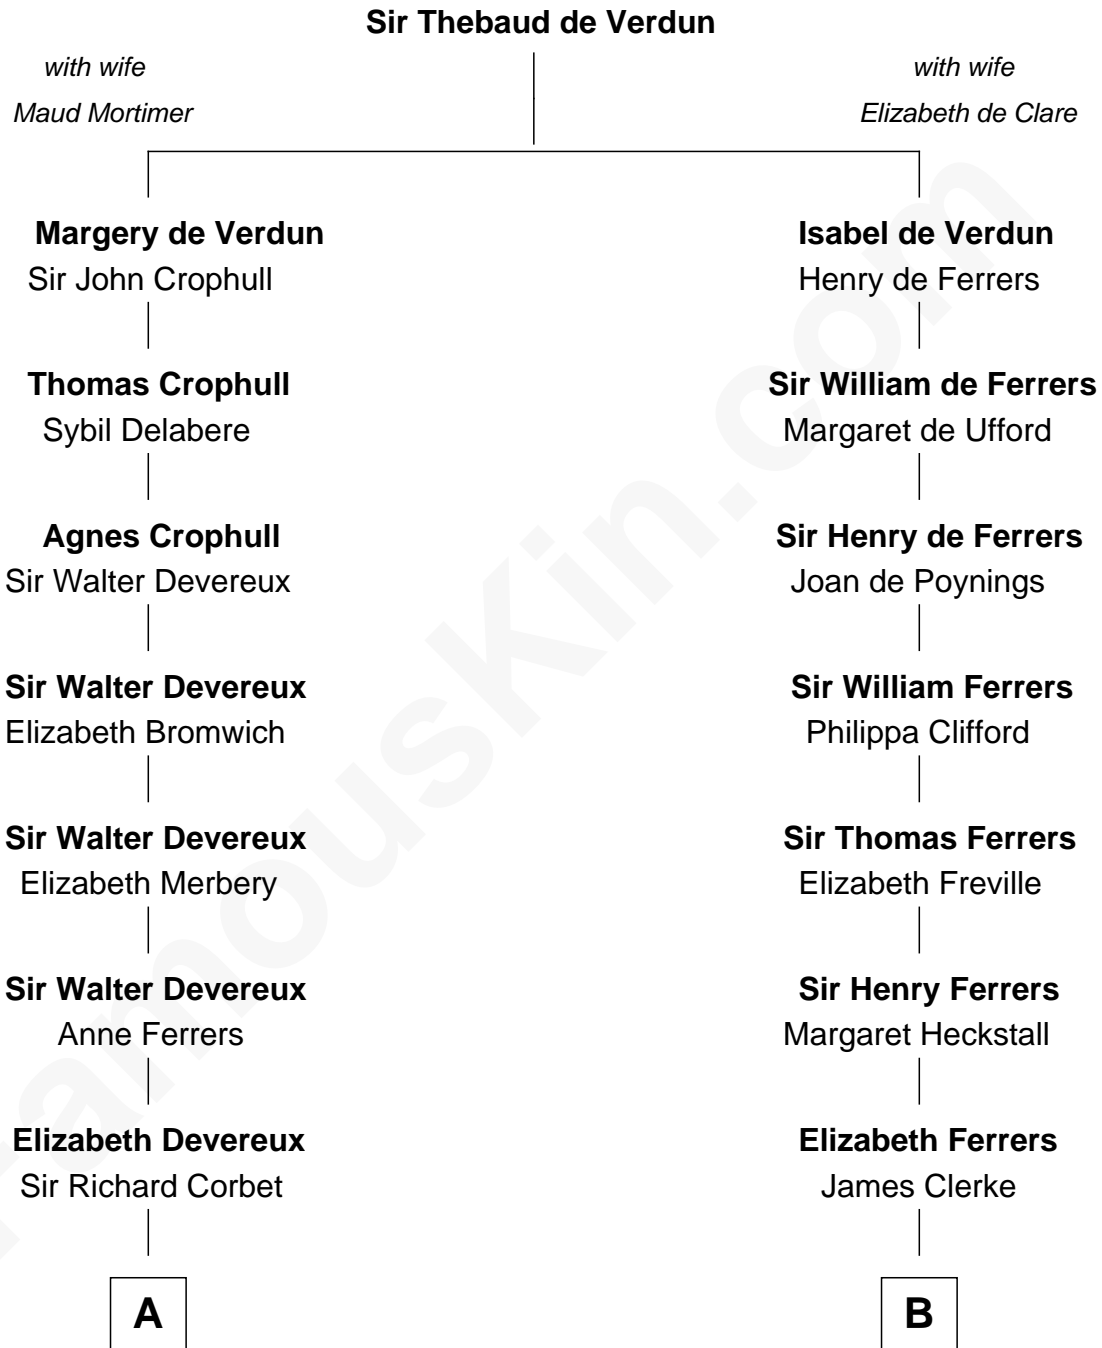 Sir Thebaud de Verdun
with wife
Maud Mortimer
with wife
Elizabeth de Clare
Margery de Verdun
Sir John Crophull
Isabel de Verdun
Henry de Ferrers
Thomas Crophull
Sybil Delabere
Sir William de Ferrers
Margaret de Ufford
Agnes Crophull
Sir Walter Devereux
Sir Henry de Ferrers
Joan de Poynings
Sir Walter Devereux
Elizabeth Bromwich
Sir William Ferrers
Philippa Clifford
Sir Walter Devereux
Elizabeth Merbery
Sir Thomas Ferrers
Elizabeth Freville
Sir Walter Devereux
Anne Ferrers
Sir Henry Ferrers
Margaret Heckstall
Elizabeth Devereux
Sir Richard Corbet
Elizabeth Ferrers
James Clerke
A
B
FamousKin.com